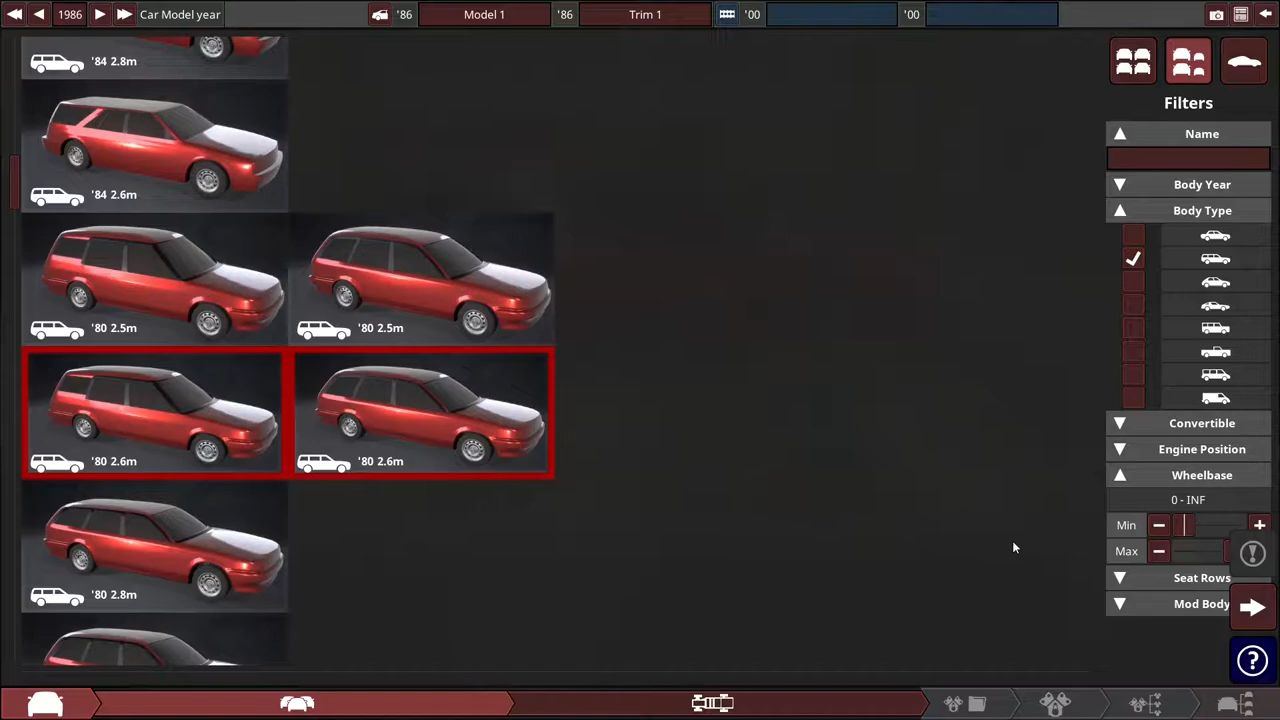 1986 Car Model year '86 Model 1 '86 Trim 1 '00 '00
'84 2.8m
'84 2.6m
'80 2.5m '80 2.5m
'80 2.6m '80 2.6m
'80 2.8m
Filters
Name
Body Year
Body Type
Convertible
Engine Position
Wheelbase
0 - INF
Min
Max
Seat Rows
Mod Body
?